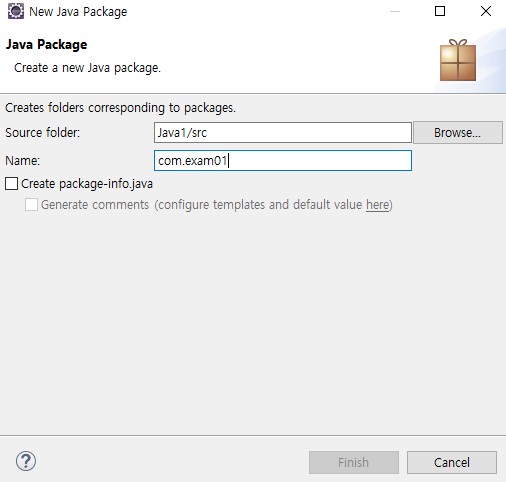 New Java Package
Java Package
Create a new Java package.
Creates folders corresponding to packages.
Source folder: Java1/src Browse...
Name: com.exam01
Create package-info.java
Generate comments (configure templates and default value here)
? Finish Cancel